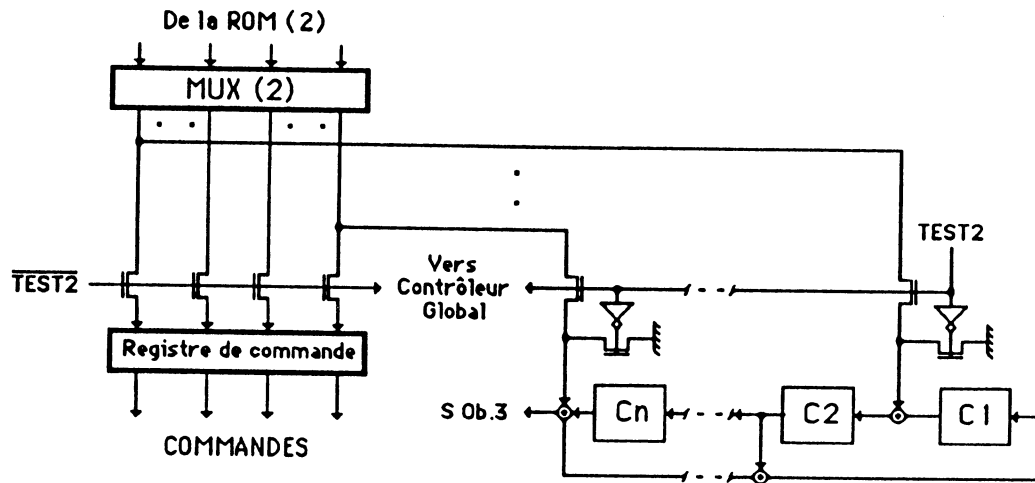 De la ROM (2)
MUX (2)
TEST2
TEST2
Vers
Contrôleur
Global
Registre de commande
S Ob.3
Cn
C2
C1
COMMANDES